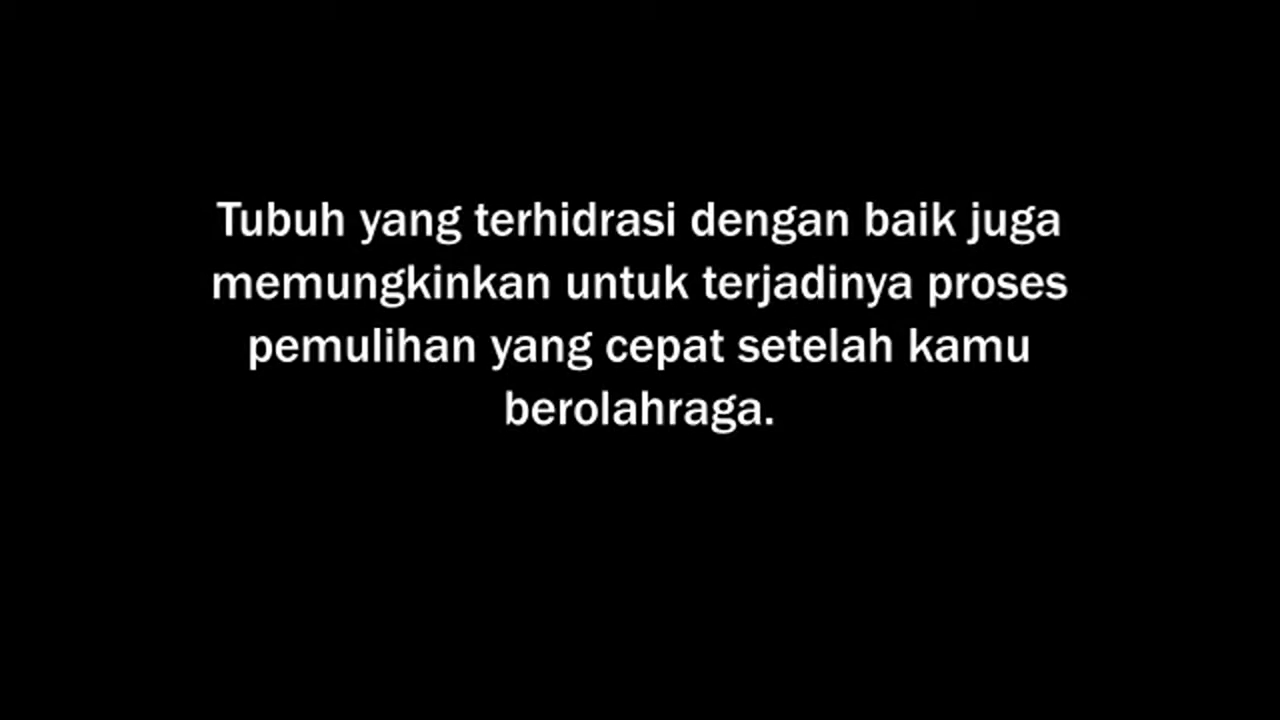 Tubuh yang terhidrasi dengan baik juga
memungkinkan untuk terjadinya proses
pemulihan yang cepat setelah kamu
berolahraga.